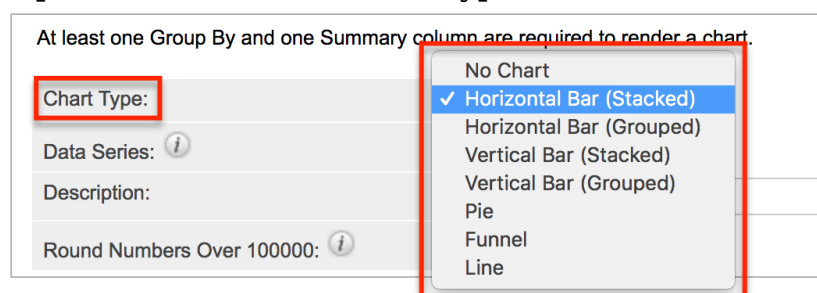 At least one Group By and one Summary column are required to render a chart.
Chart Type:
No Chart
✓ Horizontal Bar (Stacked)
Horizontal Bar (Grouped)
Vertical Bar (Stacked)
Vertical Bar (Grouped)
Pie
Funnel
Line
Data Series: i
Description:
Round Numbers Over 100000: i